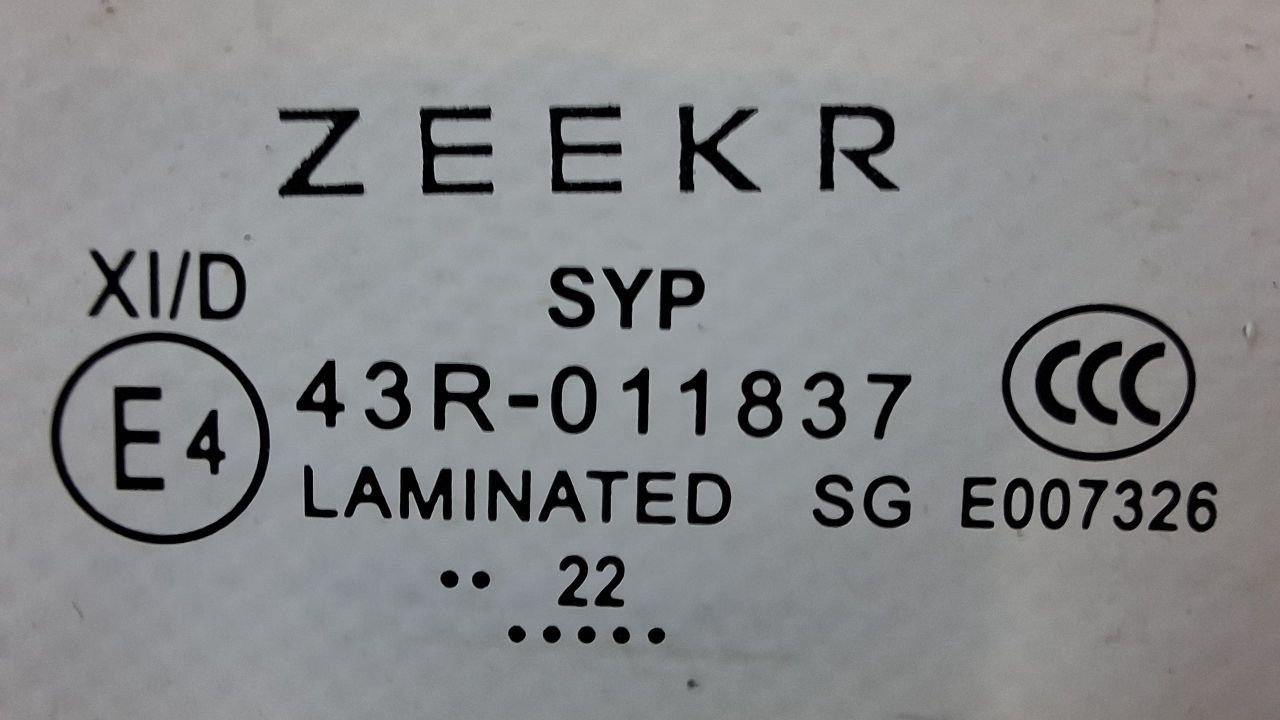 ZEEKR
XI/D
SYP
E4
43R-011837
CCC
LAMINATED SG E007326
•• 22
•••••